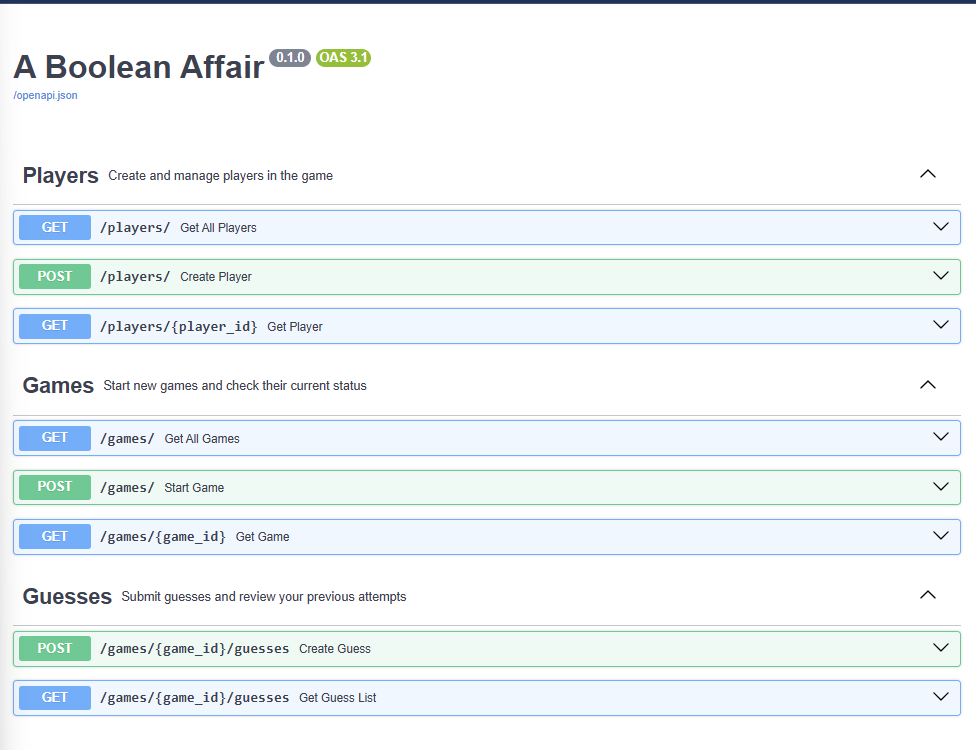 A Boolean Affair 0.1.0 OAS 3.1
/openapi.json
Players Create and manage players in the game
GET /players/ Get All Players
POST /players/ Create Player
GET /players/{player_id} Get Player
Games Start new games and check their current status
GET /games/ Get All Games
POST /games/ Start Game
GET /games/{game_id} Get Game
Guesses Submit guesses and review your previous attempts
POST /games/{game_id}/guesses Create Guess
GET /games/{game_id}/guesses Get Guess List